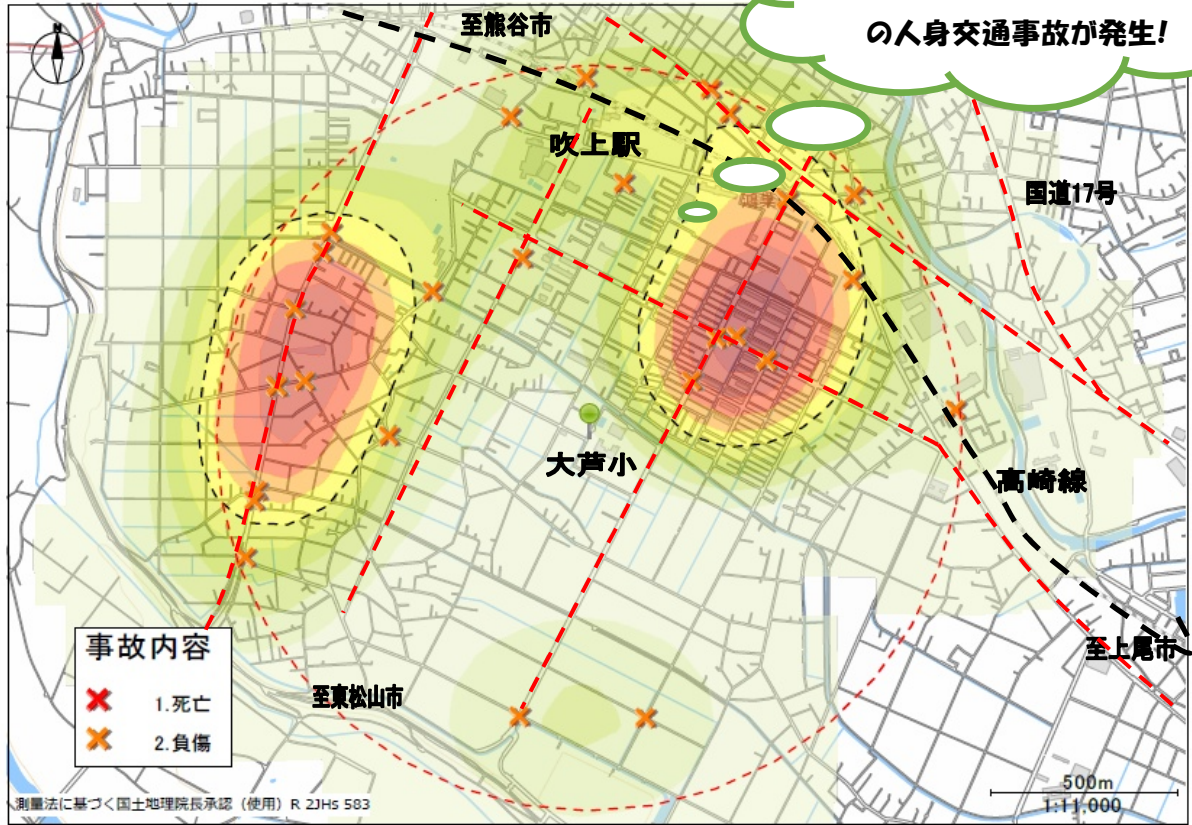 の人身交通事故が発生!
至熊谷市
N
吹上駅
国道17号
大芦小
高崎線
至上尾市
至東松山市
事故内容
1.死亡
2.負傷
500m
1:11,000
測量法に基づく国土地理院長承認（使用）R 2JHs 583